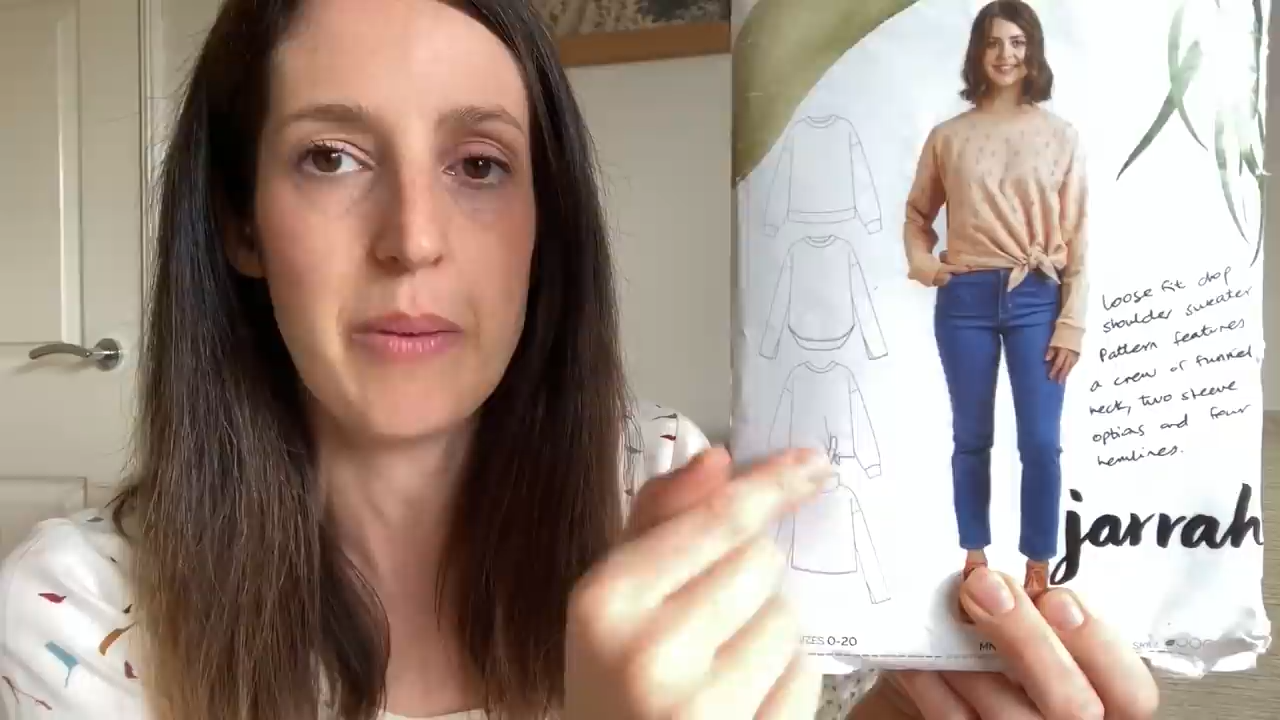 loose fit drop
shoulder sweater
Pattern features
a crew or funnel
neck, two sleeve
options and four
hemlines.
jarrah
SIZES 0-20